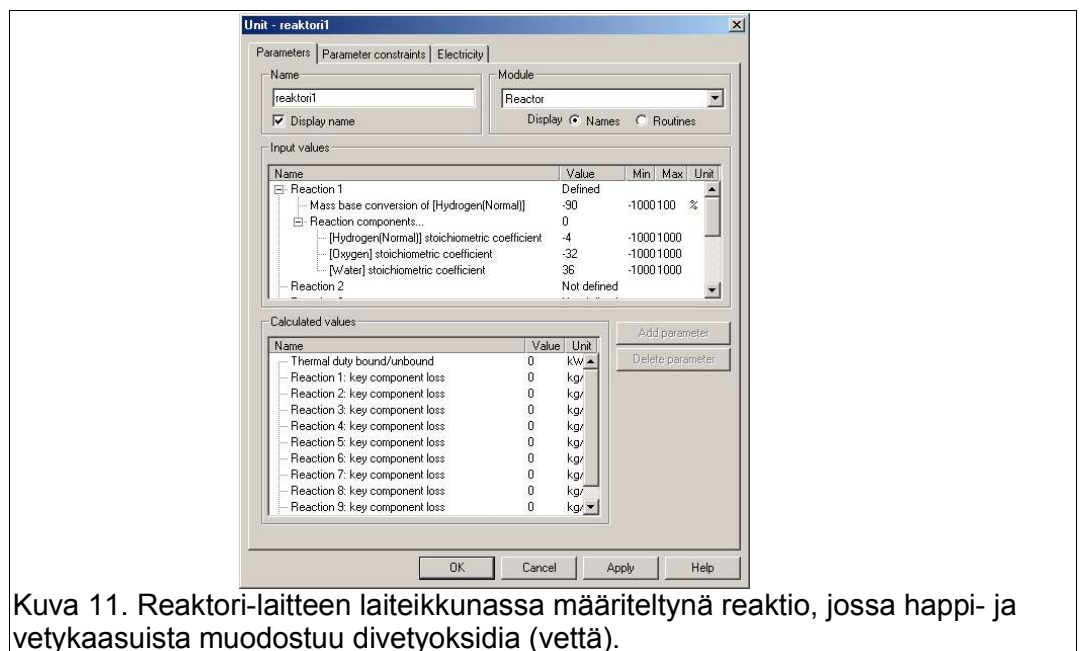 Unit - reaktori1
Parameters Parameter constraints Electricity
Name
reaktori1
Display name
Module
Reactor
Display Names Routines
Input values
Name Value Min Max Unit
Reaction 1 Defined
Mass base conversion of [Hydrogen(Normal)] -90 -1000 100 %
Reaction components... 0
[Hydrogen(Normal)] stoichiometric coefficient -4 -1000 1000
[Oxygen] stoichiometric coefficient -32 -1000 1000
[Water] stoichiometric coefficient 36 -1000 1000
Reaction 2 Not defined
Calculated values
Name Value Unit
Thermal duty bound/unbound 0 kW
Reaction 1: key component loss 0 kg/
Reaction 2: key component loss 0 kg/
Reaction 3: key component loss 0 kg/
Reaction 4: key component loss 0 kg/
Reaction 5: key component loss 0 kg/
Reaction 6: key component loss 0 kg/
Reaction 7: key component loss 0 kg/
Reaction 8: key component loss 0 kg/
Reaction 9: key component loss 0 kg/
Add parameter
Delete parameter
OK Cancel Apply Help
Kuva 11. Reaktori-laitteen laiteikkunassa määriteltynä reaktio, jossa happi- ja
vetykaasuista muodostuu divetyoksidia (vettä).